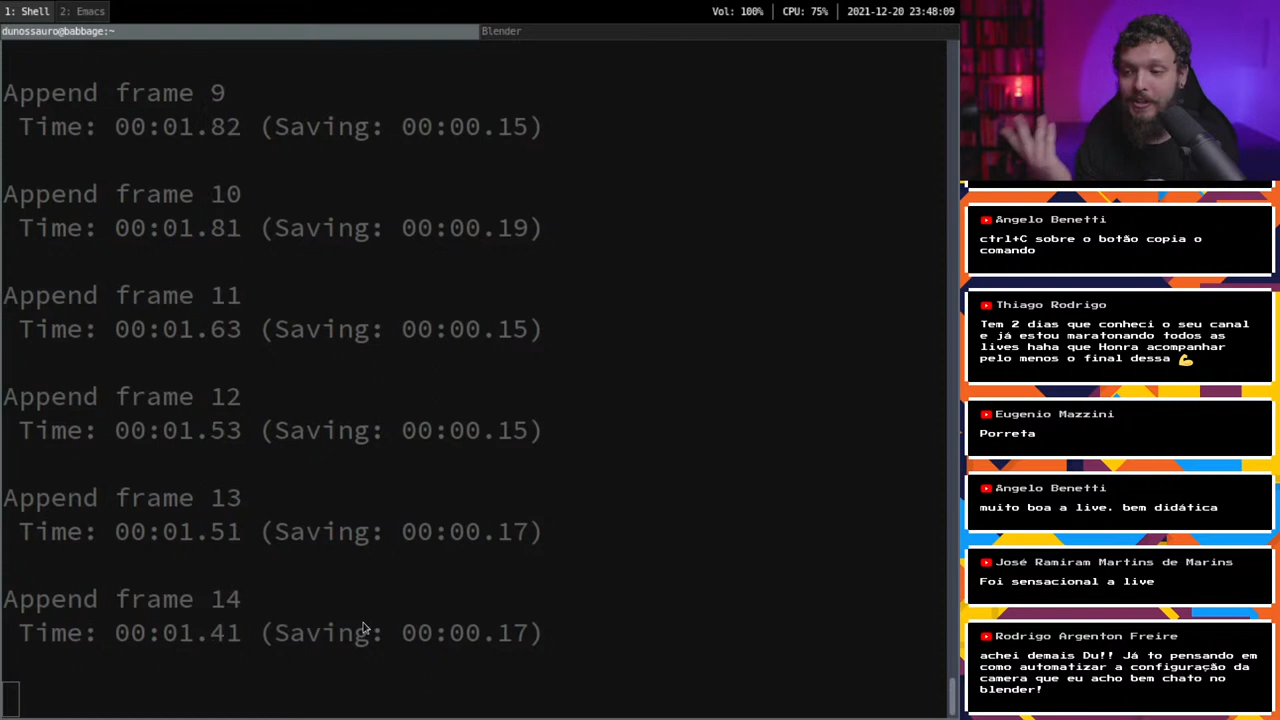 1: Shell 2: Emacs Vol: 100% CPU: 75% 2021-12-20 23:48:09
dunossauro@babbage:~ Blender
Append frame 9
Time: 00:01.82 (Saving: 00:00.15)
Append frame 10
Time: 00:01.81 (Saving: 00:00.19)
Append frame 11
Time: 00:01.63 (Saving: 00:00.15)
Append frame 12
Time: 00:01.53 (Saving: 00:00.15)
Append frame 13
Time: 00:01.51 (Saving: 00:00.17)
Append frame 14
Time: 00:01.41 (Saving: 00:00.17)
Angelo Benetti
ctrl+C sobre o botão copia o
comando
Thiago Rodrigo
Tem 2 dias que conheci o seu canal
e já estou maratonando todos as
lives haha que Honra acompanhar
pelo menos o final dessa 💪
Eugenio Mazzini
Porreta
Angelo Benetti
muito boa a live. bem didática
José Ramiram Martins de Marins
Foi sensacional a live
Rodrigo Argenton Freire
achei demais Du!! Já to pensando em
como automatizar a configuração da
camera que eu acho bem chato no
blender!